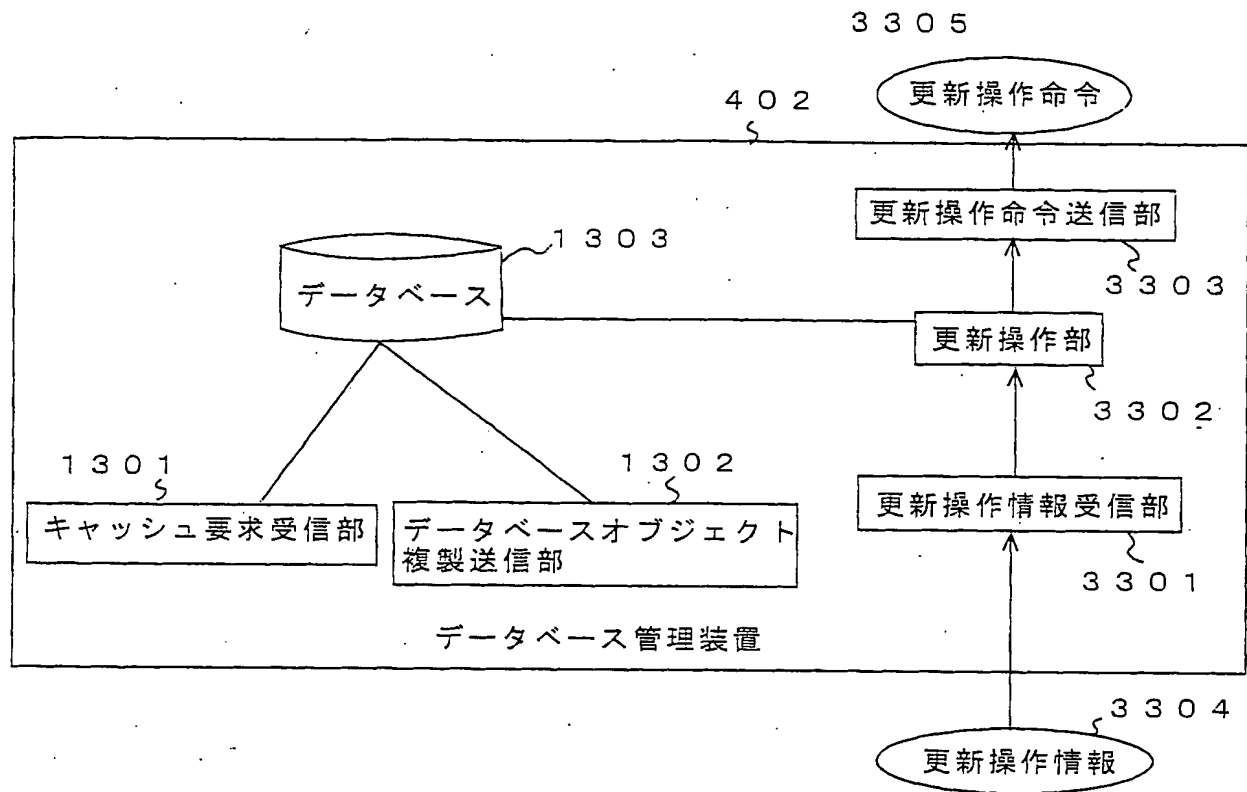 3305
更新操作命令
402
更新操作命令送信部
3303
1303
データベース
更新操作部
3302
1301
キャッシュ要求受信部
1302
データベースオブジェクト
複製送信部
更新操作情報受信部
3301
データベース管理装置
3304
更新操作情報